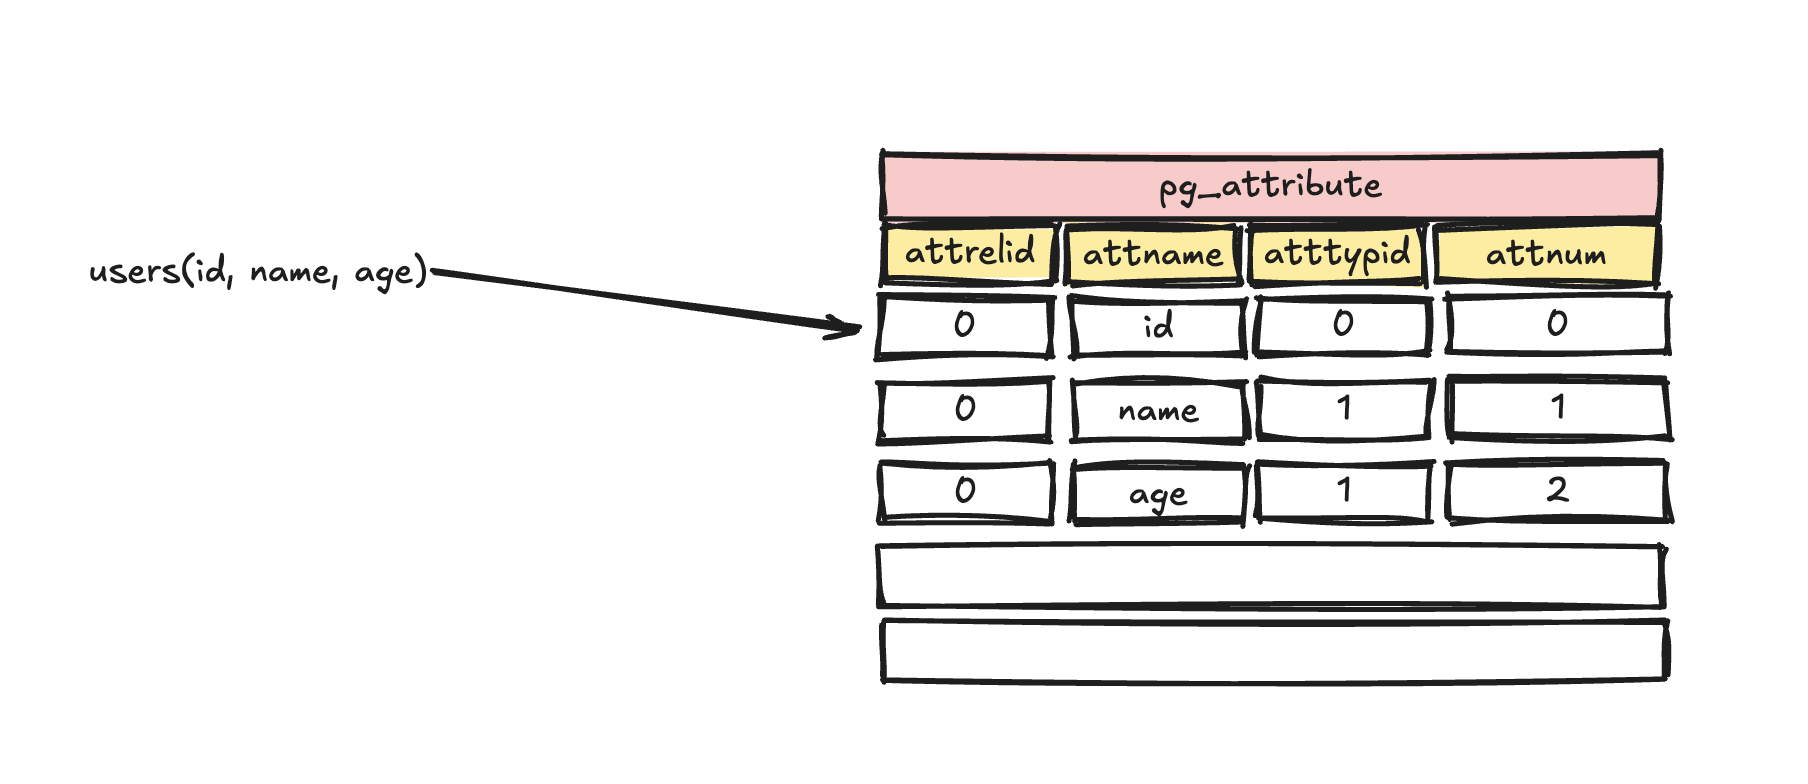 pg_attribute
attrelid attname atttypid attnum
users(id, name, age)
0 id 0 0
0 name 1 1
0 age 1 2